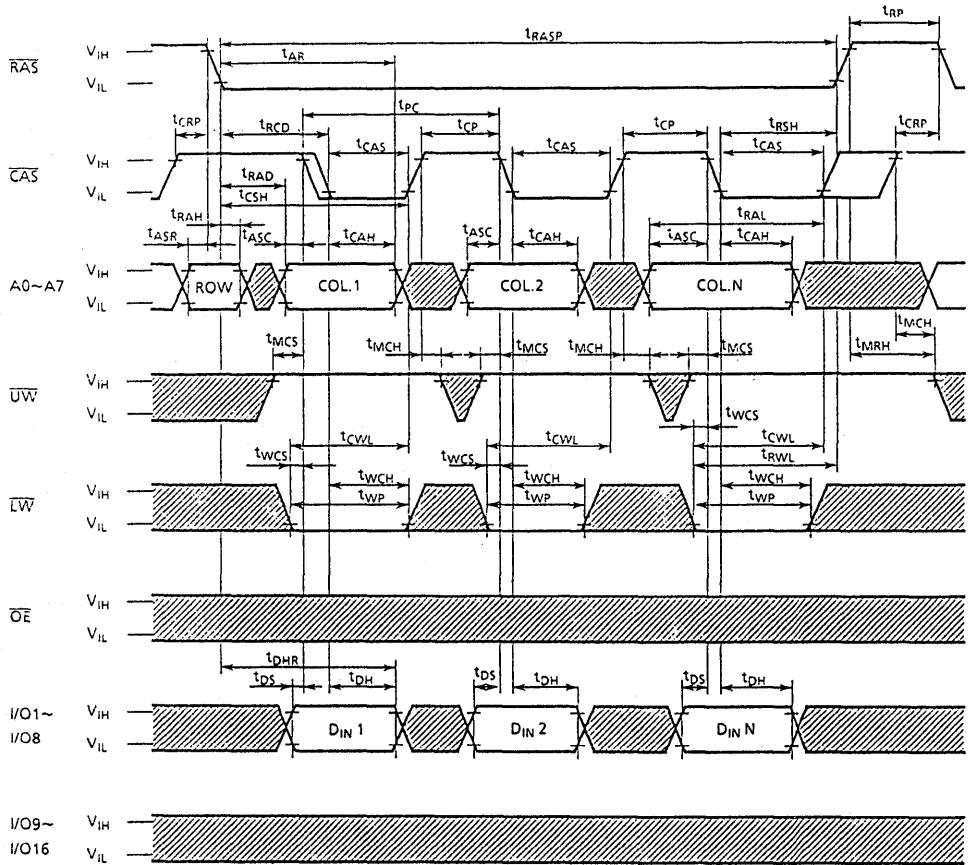 tRP
tRASP
VIH
tAR
RAS
VIL
tPC
tCRP
tRCD
tCP
tCP
tRSH
tCRP
VIH
tCAS
tCAS
tCAS
CAS
VIL
tRAD
tCSH
tRAH
tRAL
tASR
tASC
tCAH
tASC
tCAH
tASC
tCAH
VIH
A0~A7
ROW
COL.1
COL.2
COL.N
VIL
tMCH
tMCS
tMCH
tMCS
tMCH
tMCS
tMRH
VIH
UW
VIL
tWCS
tCWL
tCWL
tCWL
tWCS
tWCS
tRWL
tWCH
tWCH
tWCH
VIH
tWP
tWP
tWP
LW
VIL
VIH
OE
VIL
tDHR
tDS
tDH
tDS
tDH
tDS
tDH
I/O1~
VIH
DIN 1
DIN 2
DIN N
I/O8
VIL
I/O9~
VIH
I/O16
VIL